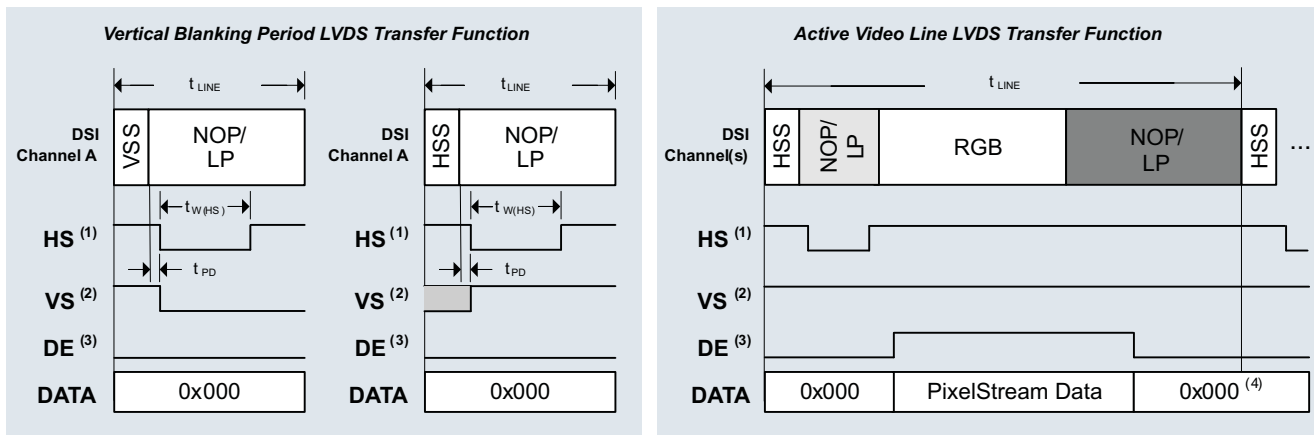 Vertical Blanking Period LVDS Transfer Function
t LINE
t LINE
DSI
Channel A
VSS
NOP/
LP
DSI
Channel A
HSS
NOP/
LP
t W(HS)
t W(HS)
HS (1)
HS (1)
t PD
t PD
VS (2)
VS (2)
DE (3)
DE (3)
DATA
0x000
DATA
0x000
Active Video Line LVDS Transfer Function
t LINE
DSI
Channel(s)
HSS
NOP/
LP
RGB
NOP/
LP
HSS
...
HS (1)
VS (2)
DE (3)
DATA
0x000
PixelStream Data
0x000 (4)